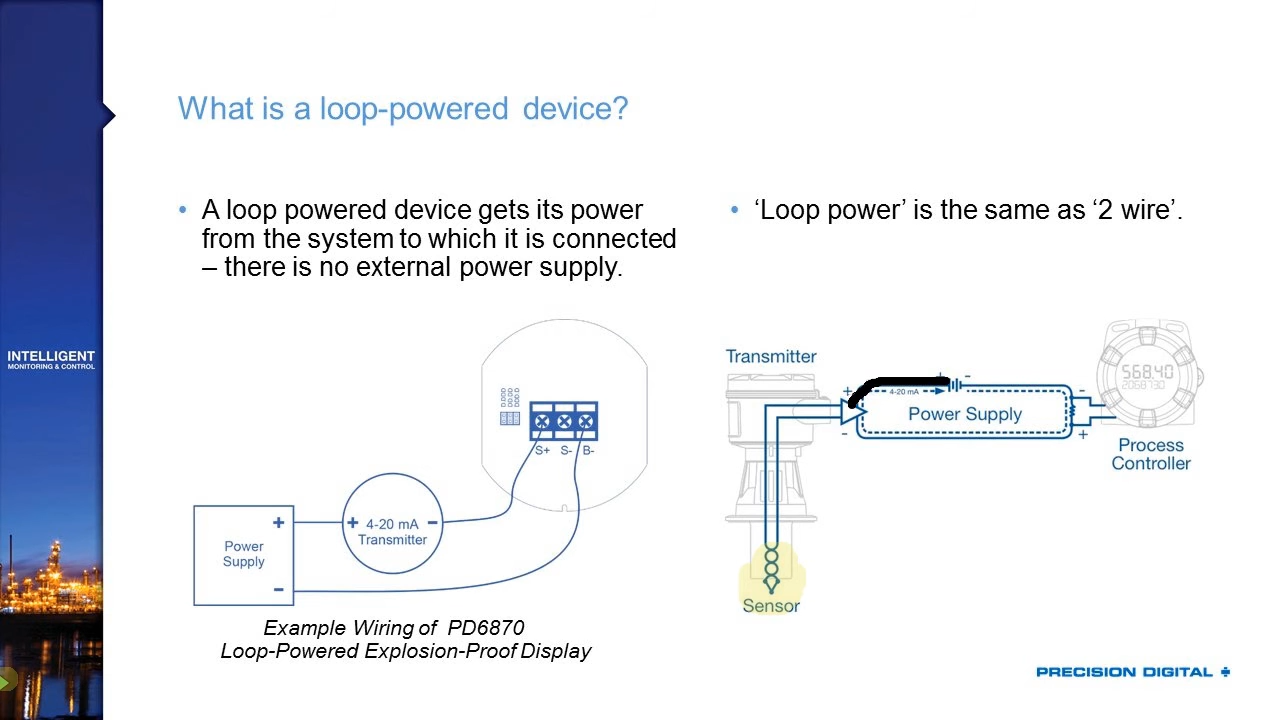 What is a loop-powered device?
• A loop powered device gets its power
from the system to which it is connected
– there is no external power supply.
• ‘Loop power’ is the same as ‘2 wire’.
INTELLIGENT
MONITORING & CONTROL
S+ S- B-
Power
Supply
+
-
+ 4-20 mA -
Transmitter
Example Wiring of PD6870
Loop-Powered Explosion-Proof Display
Transmitter
+ + -
4-20 mA
Power Supply
-
-
+
568.40
2068730
Process
Controller
Sensor
PRECISION DIGITAL